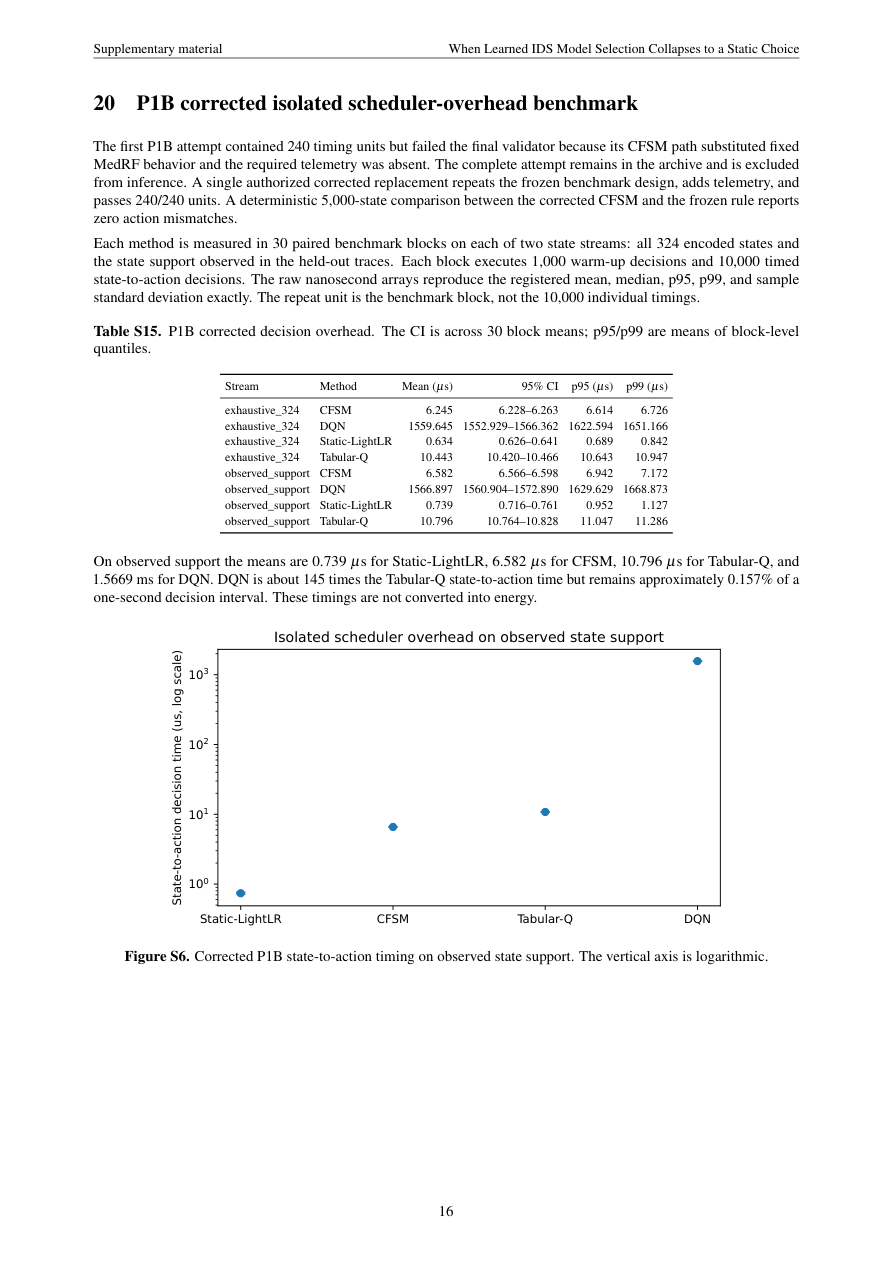 Supplementary material When Learned IDS Model Selection Collapses to a Static Choice
20 P1B corrected isolated scheduler-overhead benchmark
The first P1B attempt contained 240 timing units but failed the final validator because its CFSM path substituted fixed
MedRF behavior and the required telemetry was absent. The complete attempt remains in the archive and is excluded
from inference. A single authorized corrected replacement repeats the frozen benchmark design, adds telemetry, and
passes 240/240 units. A deterministic 5,000-state comparison between the corrected CFSM and the frozen rule reports
zero action mismatches.
Each method is measured in 30 paired benchmark blocks on each of two state streams: all 324 encoded states and
the state support observed in the held-out traces. Each block executes 1,000 warm-up decisions and 10,000 timed
state-to-action decisions. The raw nanosecond arrays reproduce the registered mean, median, p95, p99, and sample
standard deviation exactly. The repeat unit is the benchmark block, not the 10,000 individual timings.
Table S15. P1B corrected decision overhead. The CI is across 30 block means; p95/p99 are means of block-level
quantiles.
Stream Method Mean (μs) 95% CI p95 (μs) p99 (μs)
exhaustive_324 CFSM 6.245 6.228–6.263 6.614 6.726
exhaustive_324 DQN 1559.645 1552.929–1566.362 1622.594 1651.166
exhaustive_324 Static-LightLR 0.634 0.626–0.641 0.689 0.842
exhaustive_324 Tabular-Q 10.443 10.420–10.466 10.643 10.947
observed_support CFSM 6.582 6.566–6.598 6.942 7.172
observed_support DQN 1566.897 1560.904–1572.890 1629.629 1668.873
observed_support Static-LightLR 0.739 0.716–0.761 0.952 1.127
observed_support Tabular-Q 10.796 10.764–10.828 11.047 11.286
On observed support the means are 0.739 μs for Static-LightLR, 6.582 μs for CFSM, 10.796 μs for Tabular-Q, and
1.5669 ms for DQN. DQN is about 145 times the Tabular-Q state-to-action time but remains approximately 0.157% of a
one-second decision interval. These timings are not converted into energy.
Isolated scheduler overhead on observed state support
State-to-action decision time (us, log scale)
10³
10²
10¹
10⁰
Static-LightLR CFSM Tabular-Q DQN
Figure S6. Corrected P1B state-to-action timing on observed state support. The vertical axis is logarithmic.
16